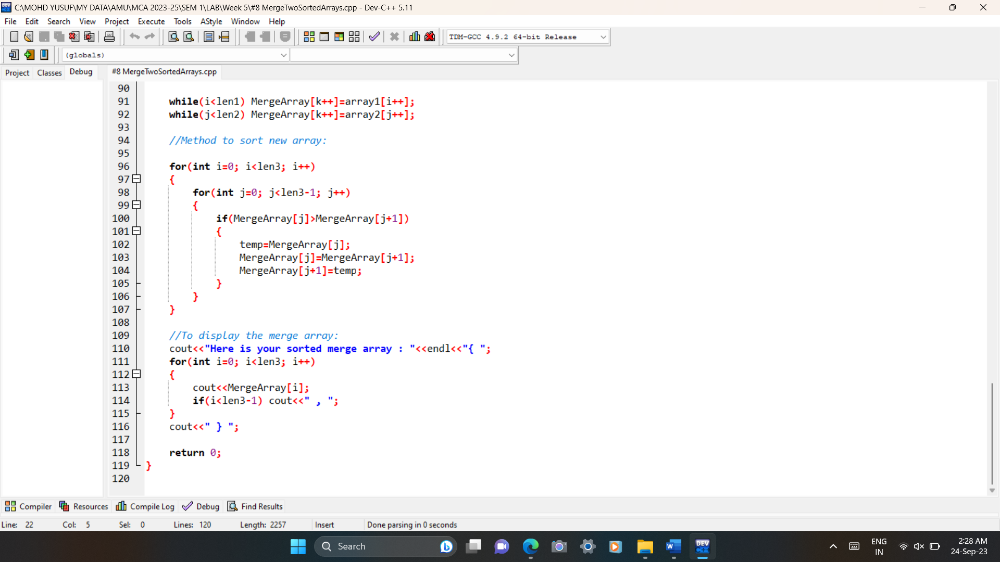 C:\MOHD YUSUF\MY DATA\AMU\MCA 2023-25\SEM 1\LAB\Week 5\#8 MergeTwoSortedArrays.cpp - Dev-C++ 5.11
File Edit Search View Project Execute Tools AStyle Window Help
TDM-GCC 4.9.2 64-bit Release
(globals)
Project Classes Debug
#8 MergeTwoSortedArrays.cpp
90
91 while(i<len1) MergeArray[k++]=array1[i++];
92 while(j<len2) MergeArray[k++]=array2[j++];
93
94 //Method to sort new array:
95
96 for(int i=0; i<len3; i++)
97 {
98 for(int j=0; j<len3-1; j++)
99 {
100 if(MergeArray[j]>MergeArray[j+1])
101 {
102 temp=MergeArray[j];
103 MergeArray[j]=MergeArray[j+1];
104 MergeArray[j+1]=temp;
105 }
106 }
107 }
108
109 //To display the merge array:
110 cout<<"Here is your sorted merge array : "<<endl<<"{ ";
111 for(int i=0; i<len3; i++)
112 {
113 cout<<MergeArray[i];
114 if(i<len3-1) cout<<" , ";
115 }
116 cout<<" } ";
117
118 return 0;
119 }
120
Compiler Resources Compile Log Debug Find Results
Line: 22 Col: 5 Sel: 0 Lines: 120 Length: 2257 Insert Done parsing in 0 seconds
Search
DEV C++
ENG
IN
2:28 AM
24-Sep-23